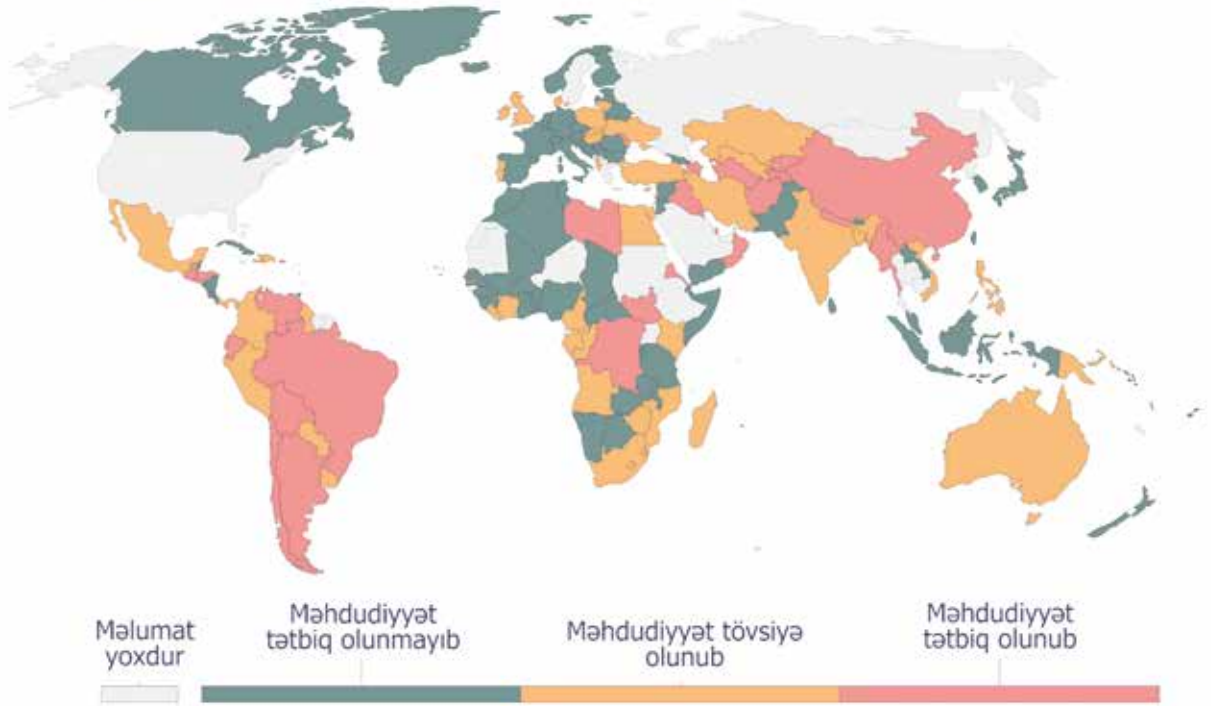 Məlumat
yoxdur
Məhdudiyyət
tətbiq olunmayıb
Məhdudiyyət tövsiyə
olunub
Məhdudiyyət
tətbiq olunub